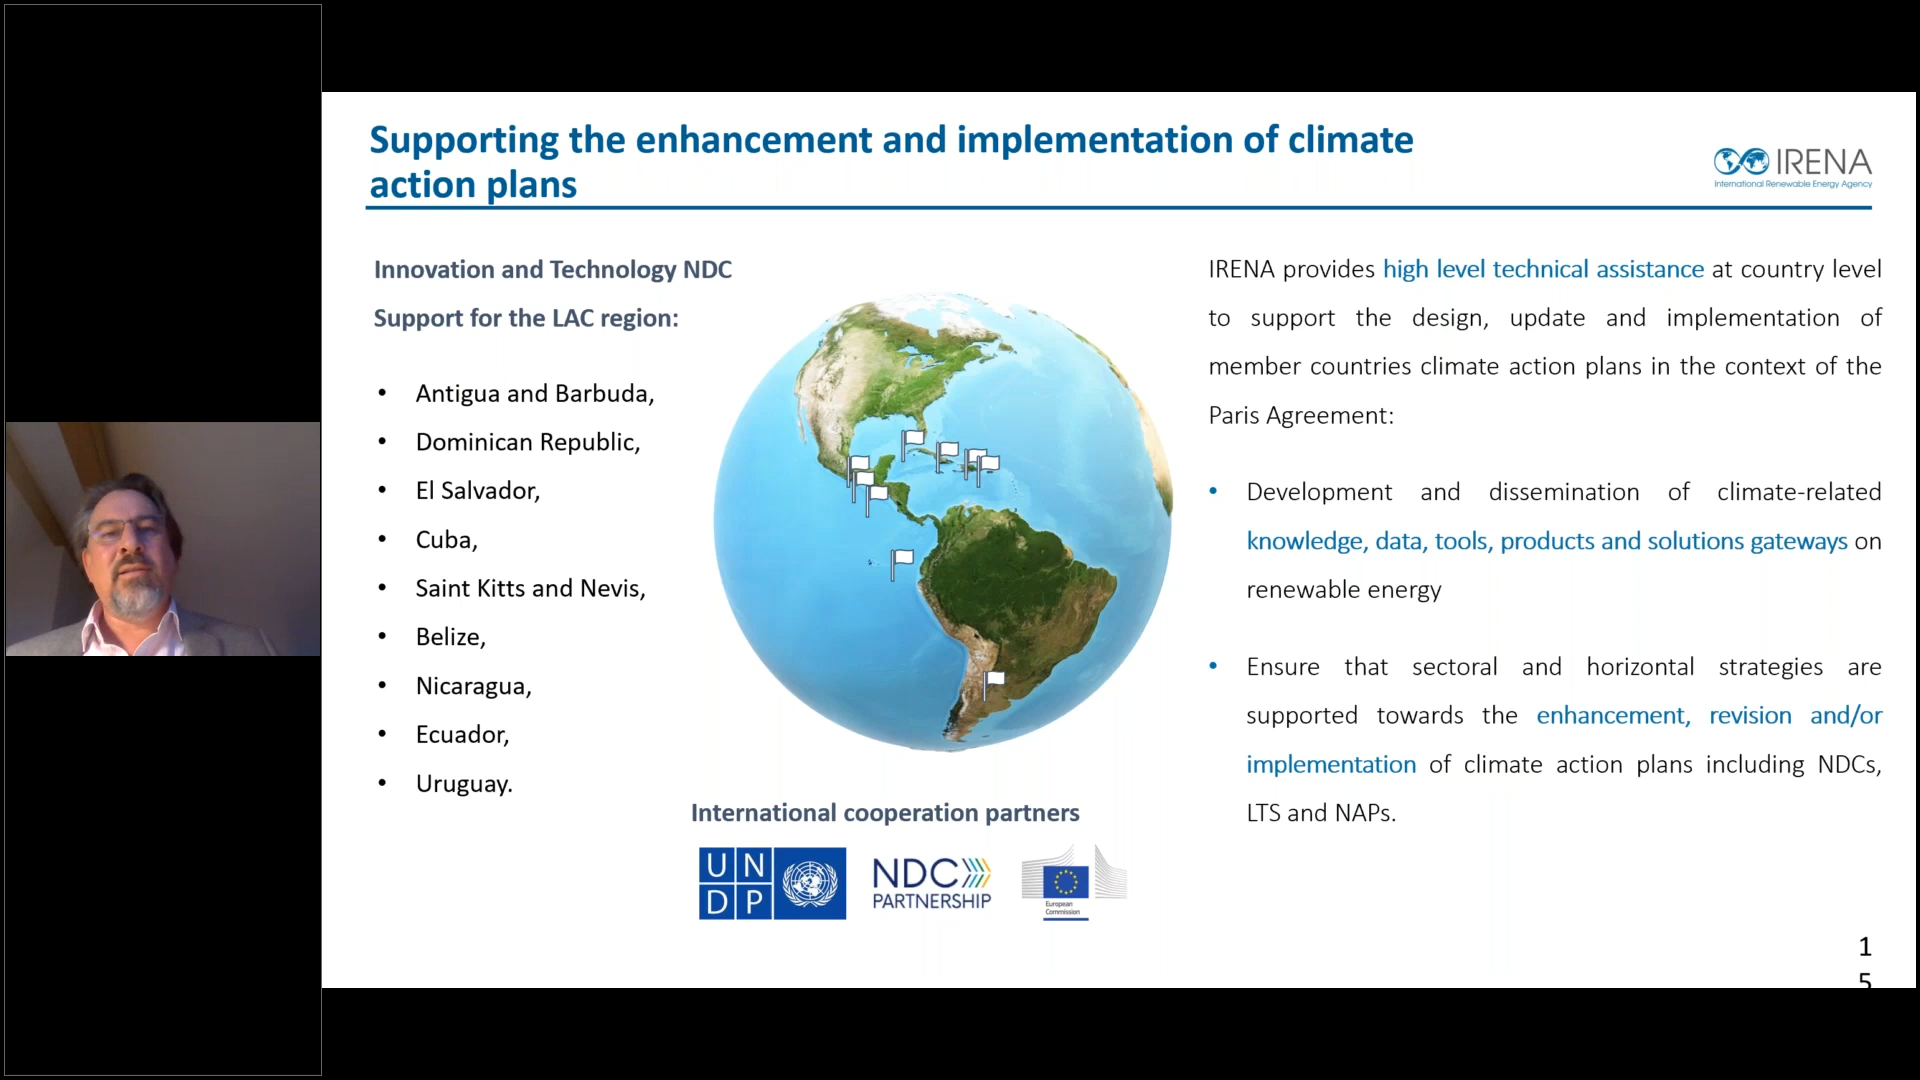 Supporting the enhancement and implementation of climate
action plans
IRENA
International Renewable Energy Agency
Innovation and Technology NDC
Support for the LAC region:
• Antigua and Barbuda,
• Dominican Republic,
• El Salvador,
• Cuba,
• Saint Kitts and Nevis,
• Belize,
• Nicaragua,
• Ecuador,
• Uruguay.
International cooperation partners
UN
DP
NDC
PARTNERSHIP
European
Commission
IRENA provides high level technical assistance at country level
to support the design, update and implementation of
member countries climate action plans in the context of the
Paris Agreement:
• Development and dissemination of climate-related
knowledge, data, tools, products and solutions gateways on
renewable energy
• Ensure that sectoral and horizontal strategies are
supported towards the enhancement, revision and/or
implementation of climate action plans including NDCs,
LTS and NAPs.
1
5